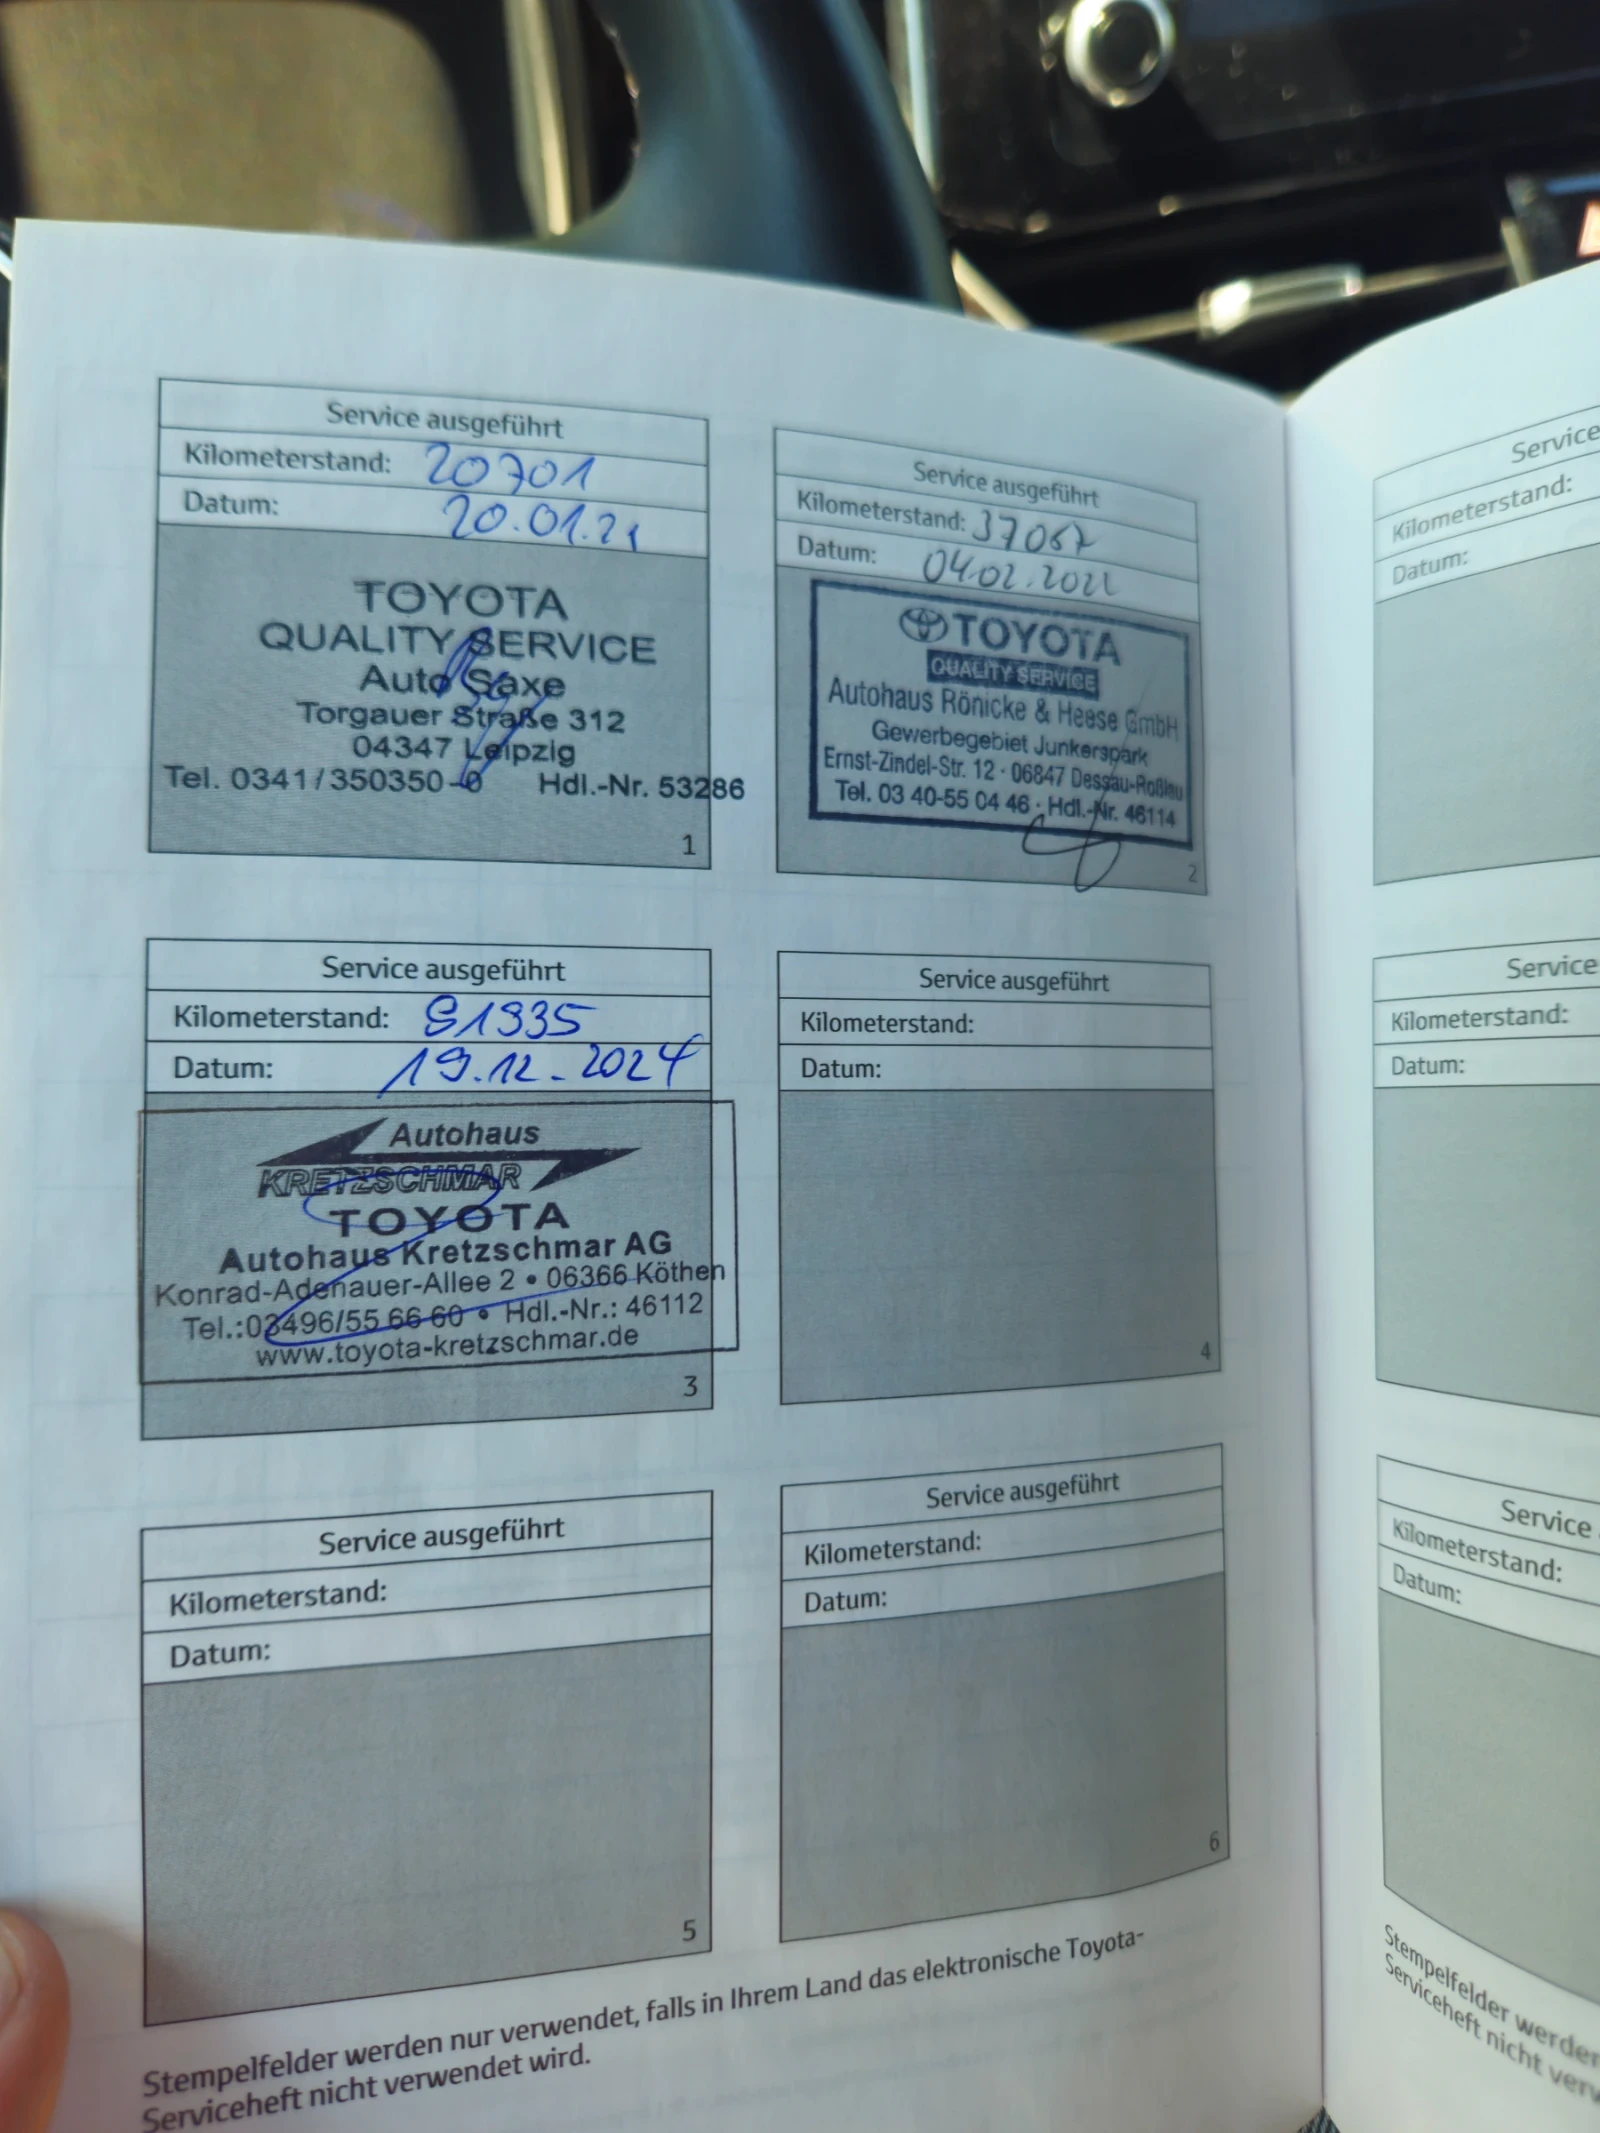 Service ausgeführt
Kilometerstand: 20701
Datum: 20.01.21
TOYOTA
QUALITY SERVICE
Auto Saxe
Torgauer Straße 312
04347 Leipzig
Tel. 0341/350350-0 Hdl.-Nr. 53286
1
Service ausgeführt
Kilometerstand: 37067
Datum: 04.02.2022
TOYOTA
QUALITY SERVICE
Autohaus Rönicke & Heese GmbH
Gewerbegebiet Junkerspark
Ernst-Zindel-Str. 12 · 06847 Dessau-Roßlau
Tel. 03 40-55 04 46 · Hdl.-Nr. 46114
2
Service ausgeführt
Kilometerstand:
Datum: 19.12.2024
Autohaus
KRETZSCHMAR
TOYOTA
Autohaus Kretzschmar AG
Konrad-Adenauer-Allee 2 • 06366 Köthen
Tel.:03496/55 66 60 • Hdl.-Nr.: 46112
www.toyota-kretzschmar.de
3
Service ausgeführt
Kilometerstand:
Datum:
4
Service ausgeführt
Kilometerstand:
Datum:
5
Service ausgeführt
Kilometerstand:
Datum:
6
Stempelfelder werden nur verwendet, falls in Ihrem Land das elektronische Toyota-
Serviceheft nicht verwendet wird.
Service
Kilometerstand:
Datum:
Service
Kilometerstand:
Datum:
Service
Kilometerstand:
Datum:
Stempelfelder werden
Serviceheft nicht